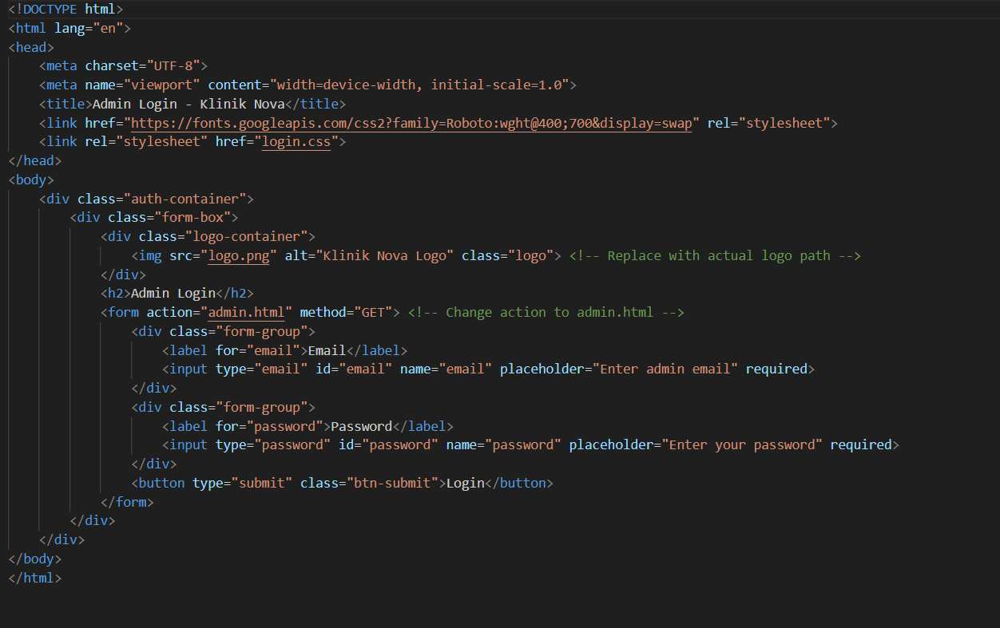 <!DOCTYPE html>
<html lang="en">
<head>
    <meta charset="UTF-8">
    <meta name="viewport" content="width=device-width, initial-scale=1.0">
    <title>Admin Login - Klinik Nova</title>
    <link href="https://fonts.googleapis.com/css2?family=Roboto:wght@400;700&display=swap" rel="stylesheet">
    <link rel="stylesheet" href="login.css">
</head>
<body>
    <div class="auth-container">
        <div class="form-box">
            <div class="logo-container">
                <img src="logo.png" alt="Klinik Nova Logo" class="logo"> <!-- Replace with actual logo path -->
            </div>
            <h2>Admin Login</h2>
            <form action="admin.html" method="GET"> <!-- Change action to admin.html -->
                <div class="form-group">
                    <label for="email">Email</label>
                    <input type="email" id="email" name="email" placeholder="Enter admin email" required>
                </div>
                <div class="form-group">
                    <label for="password">Password</label>
                    <input type="password" id="password" name="password" placeholder="Enter your password" required>
                </div>
                <button type="submit" class="btn-submit">Login</button>
            </form>
        </div>
    </div>
</body>
</html>